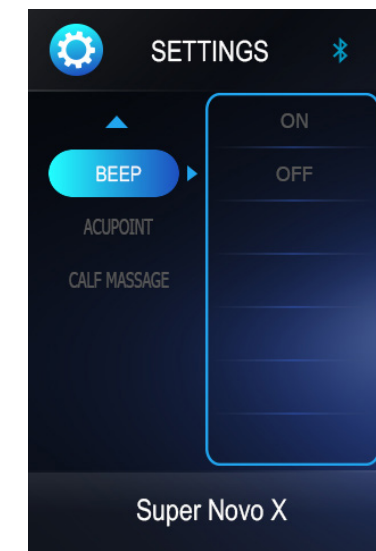 SETTINGS
BEEP
ACUPOINT
CALF MASSAGE
ON
OFF
Super Novo X